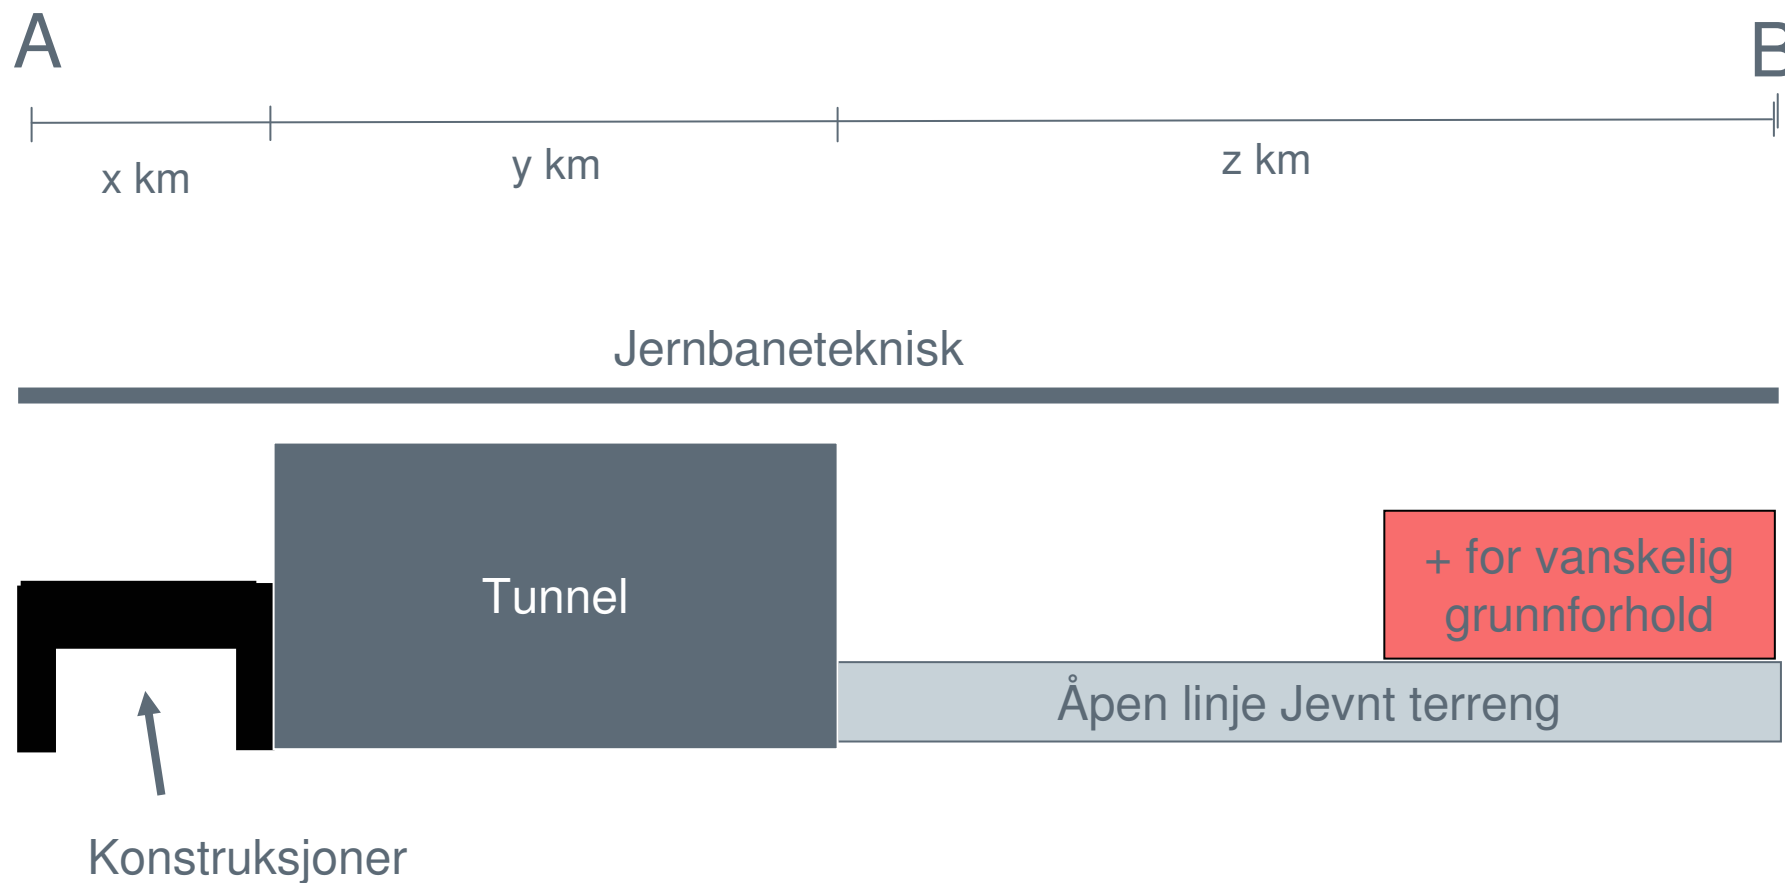 A
B
x km
y km
z km
Jernbaneteknisk
Tunnel
+ for vanskelig
grunnforhold
Åpen linje Jevnt terreng
Konstruksjoner